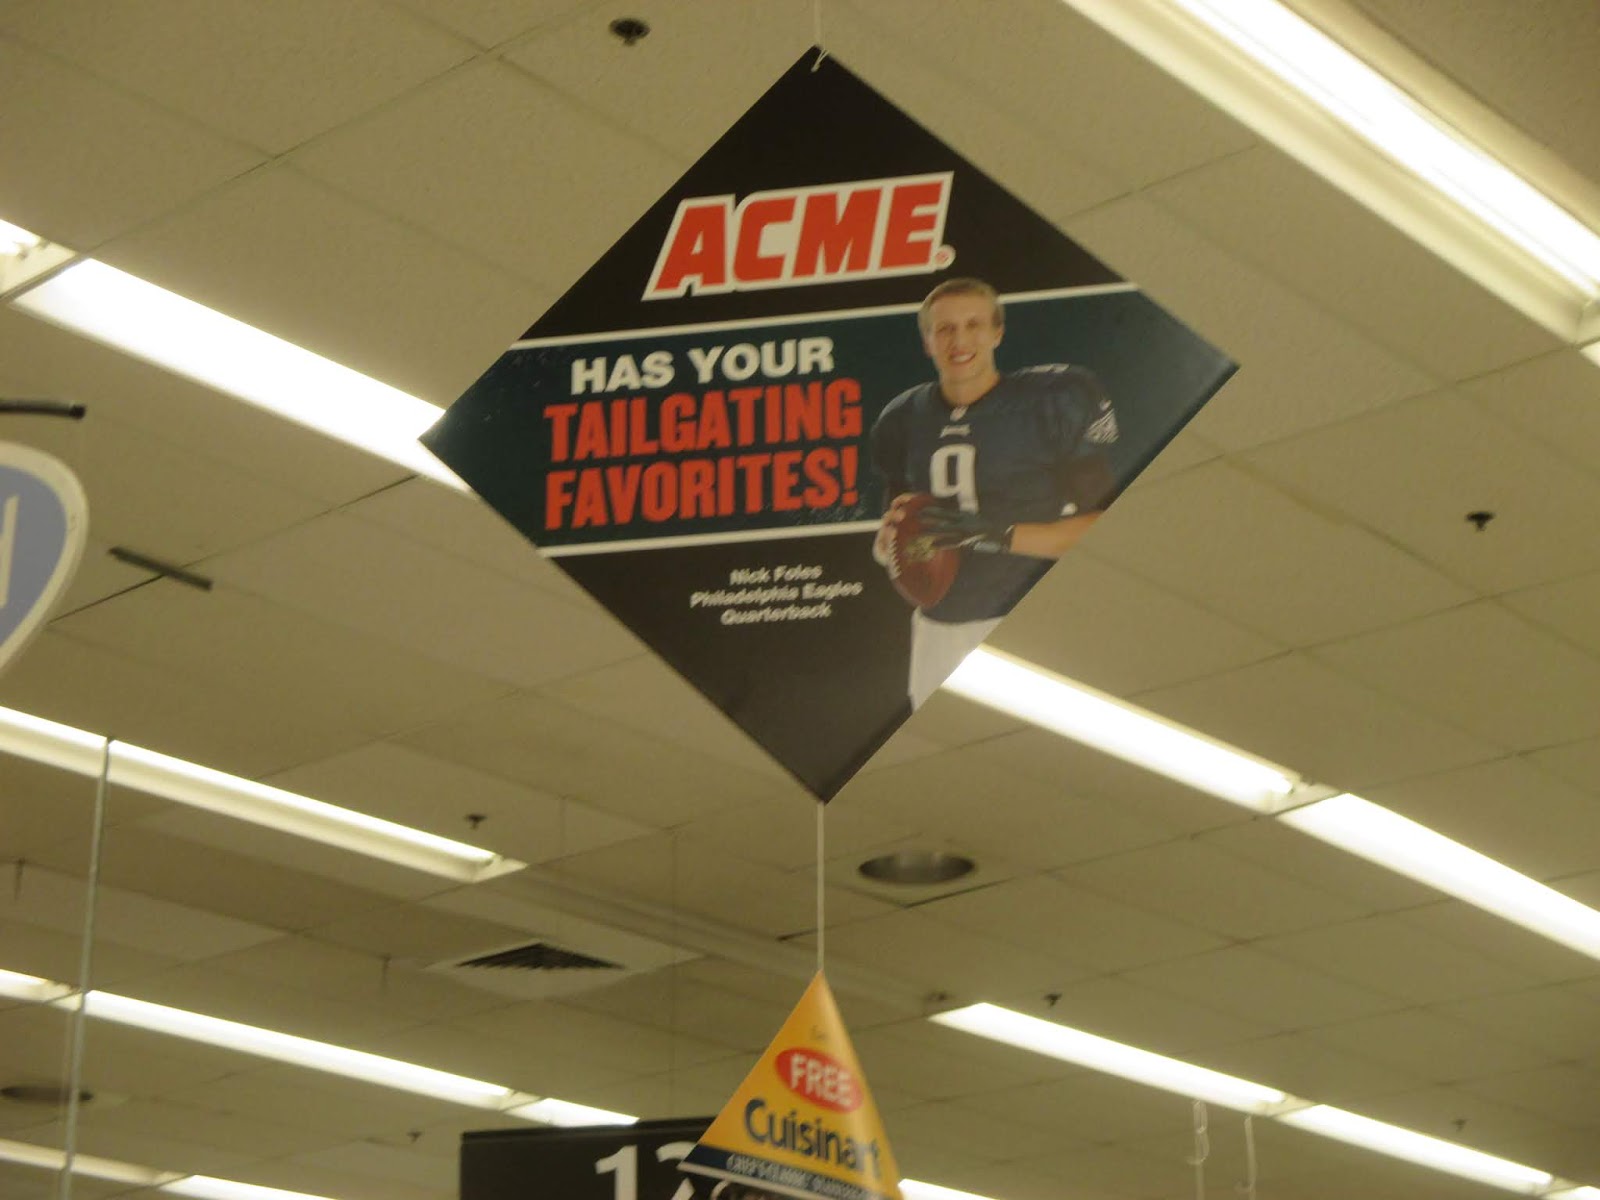 ACME
HAS YOUR
TAILGATING
FAVORITES!
9
Nick Foles
Philadelphia Eagles
Quarterback
FREE
Cuisinart